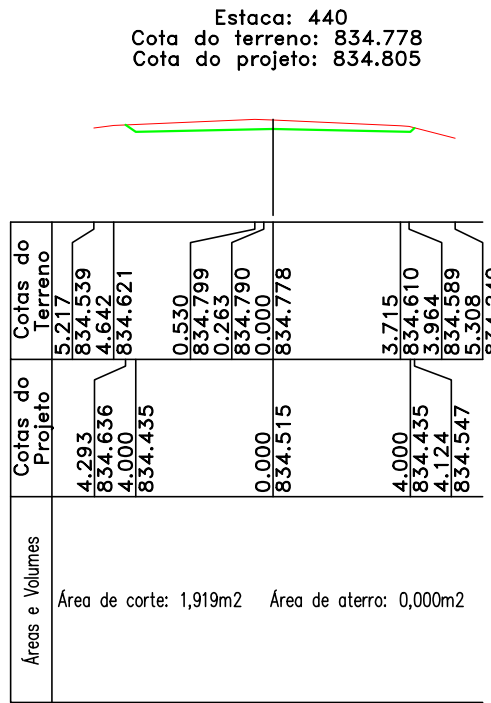 Estaca: 440
Cota do terreno: 834.778
Cota do projeto: 834.805
Cotas do
Terreno
5.217
834.539
4.642
834.621
0.530
834.799
0.263
834.790
0.000
834.778
3.715
834.610
3.964
834.589
5.308
Cotas do
Projeto
4.293
834.636
4.000
834.435
0.000
834.515
4.000
834.435
4.124
834.547
Áreas e Volumes
Área de corte: 1,919m2
Área de aterro: 0,000m2